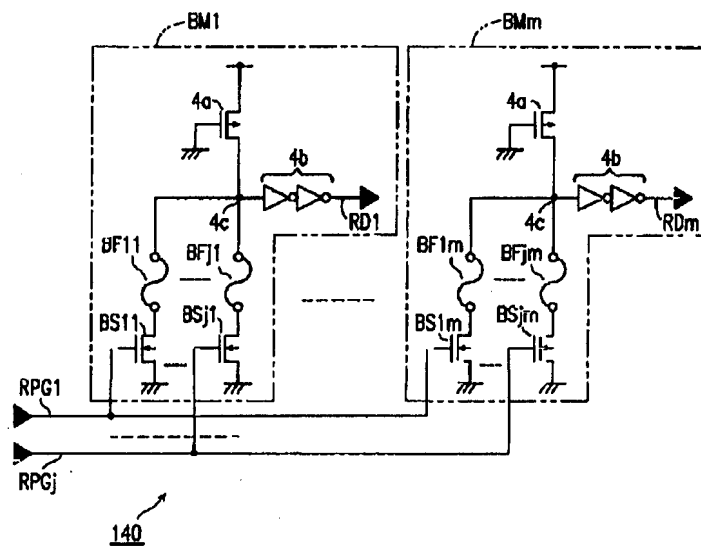 BM1
BMm
4a
4a
4b
4b
4c
RD1
4c
RDm
BF11
BFj1
BF1m
BFjm
BS11
BSj1
BS1m
BSjm
RPG1
RPGj
140